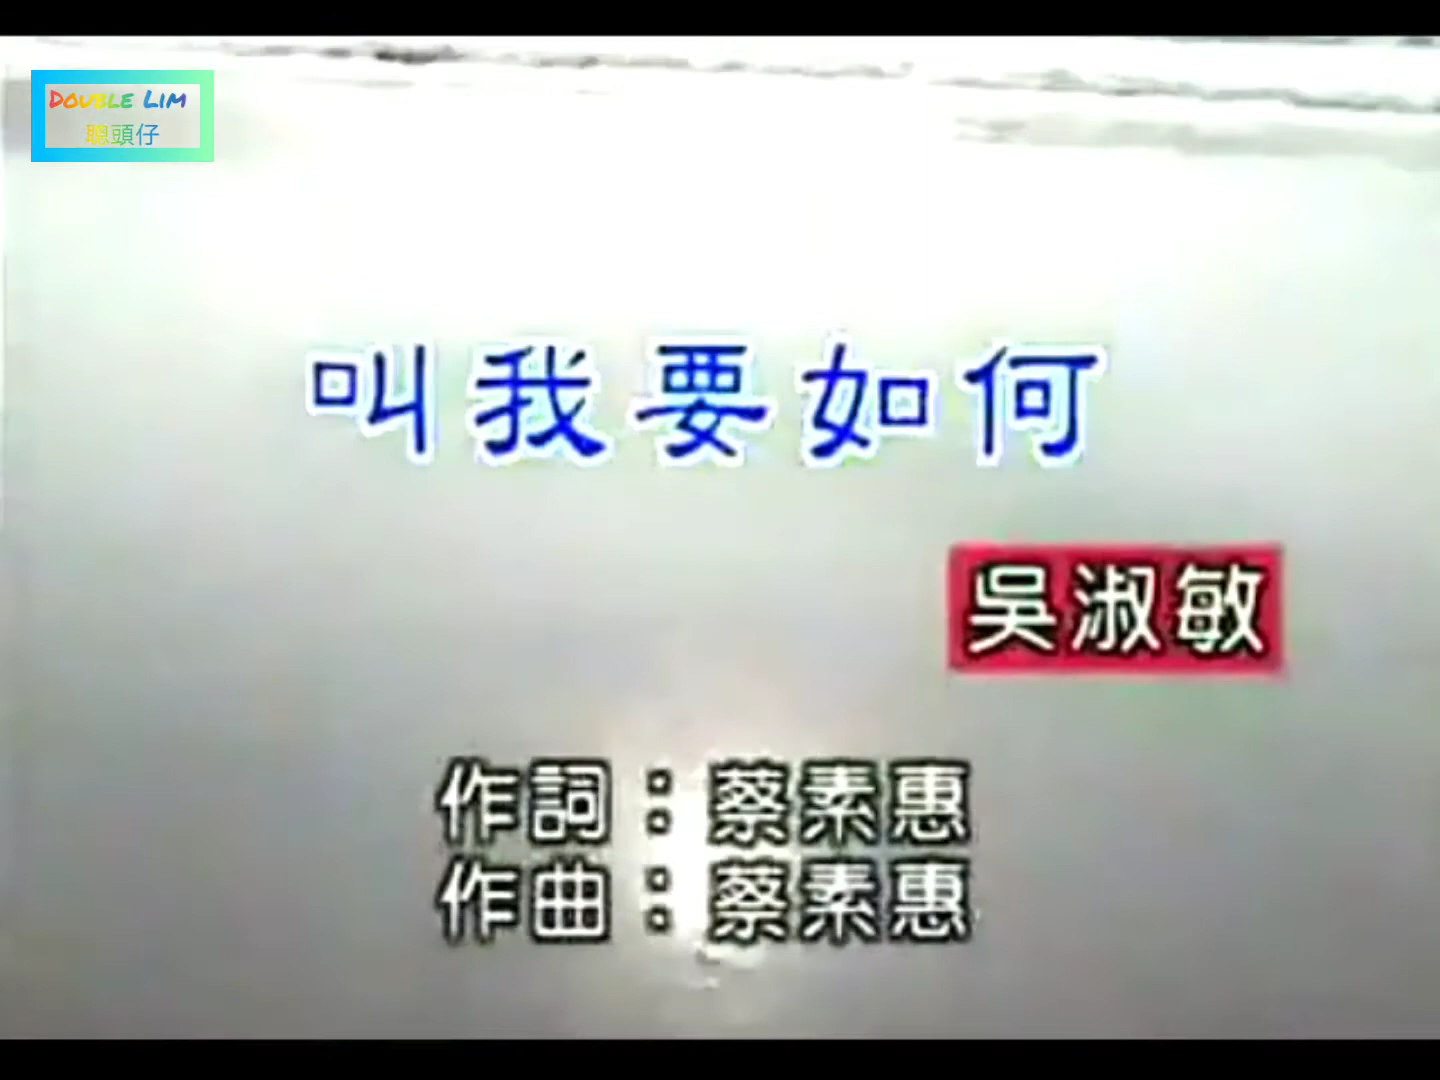 Double Lim
聰頭仔
叫我要如何
吳淑敏
作詞：蔡素惠
作曲：蔡素惠